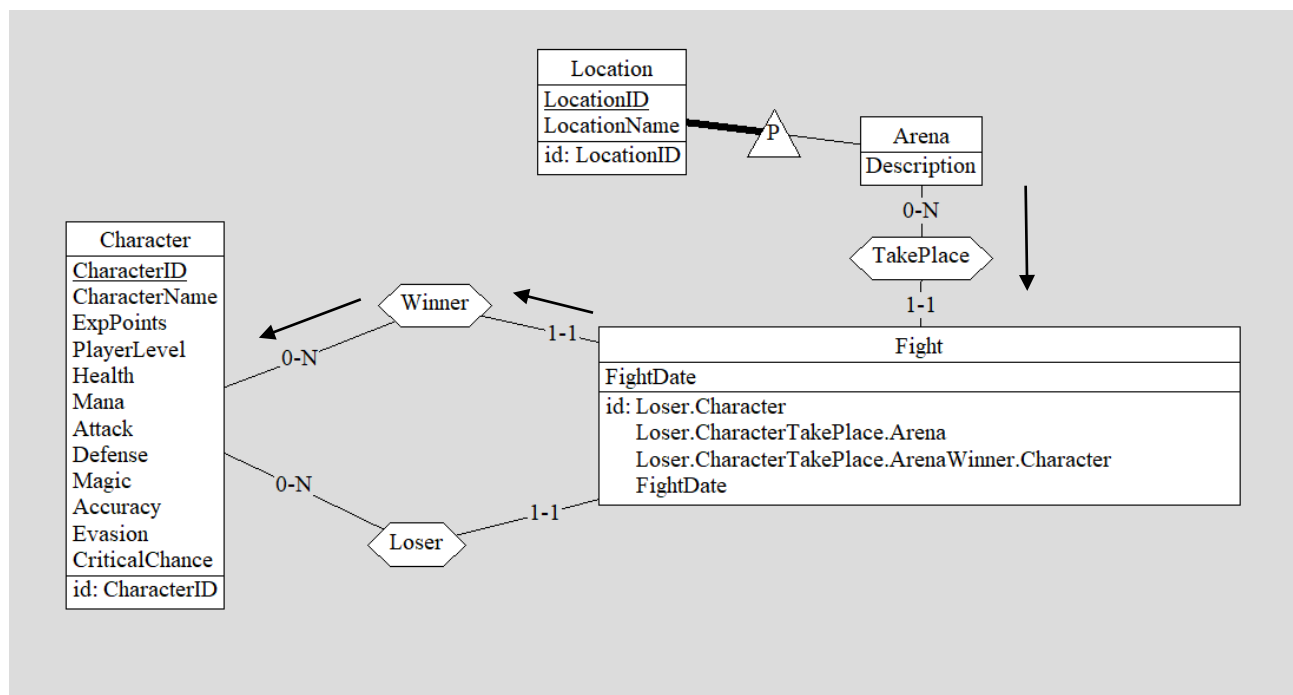 Location
LocationID
LocationName
id: LocationID
P
Arena
Description
0-N
TakePlace
1-1
Character
CharacterID
CharacterName
ExpPoints
PlayerLevel
Health
Mana
Attack
Defense
Magic
Accuracy
Evasion
CriticalChance
id: CharacterID
Winner
0-N
1-1
Fight
FightDate
id: Loser.Character
Loser.CharacterTakePlace.Arena
Loser.CharacterTakePlace.ArenaWinner.Character
FightDate
0-N
1-1
Loser